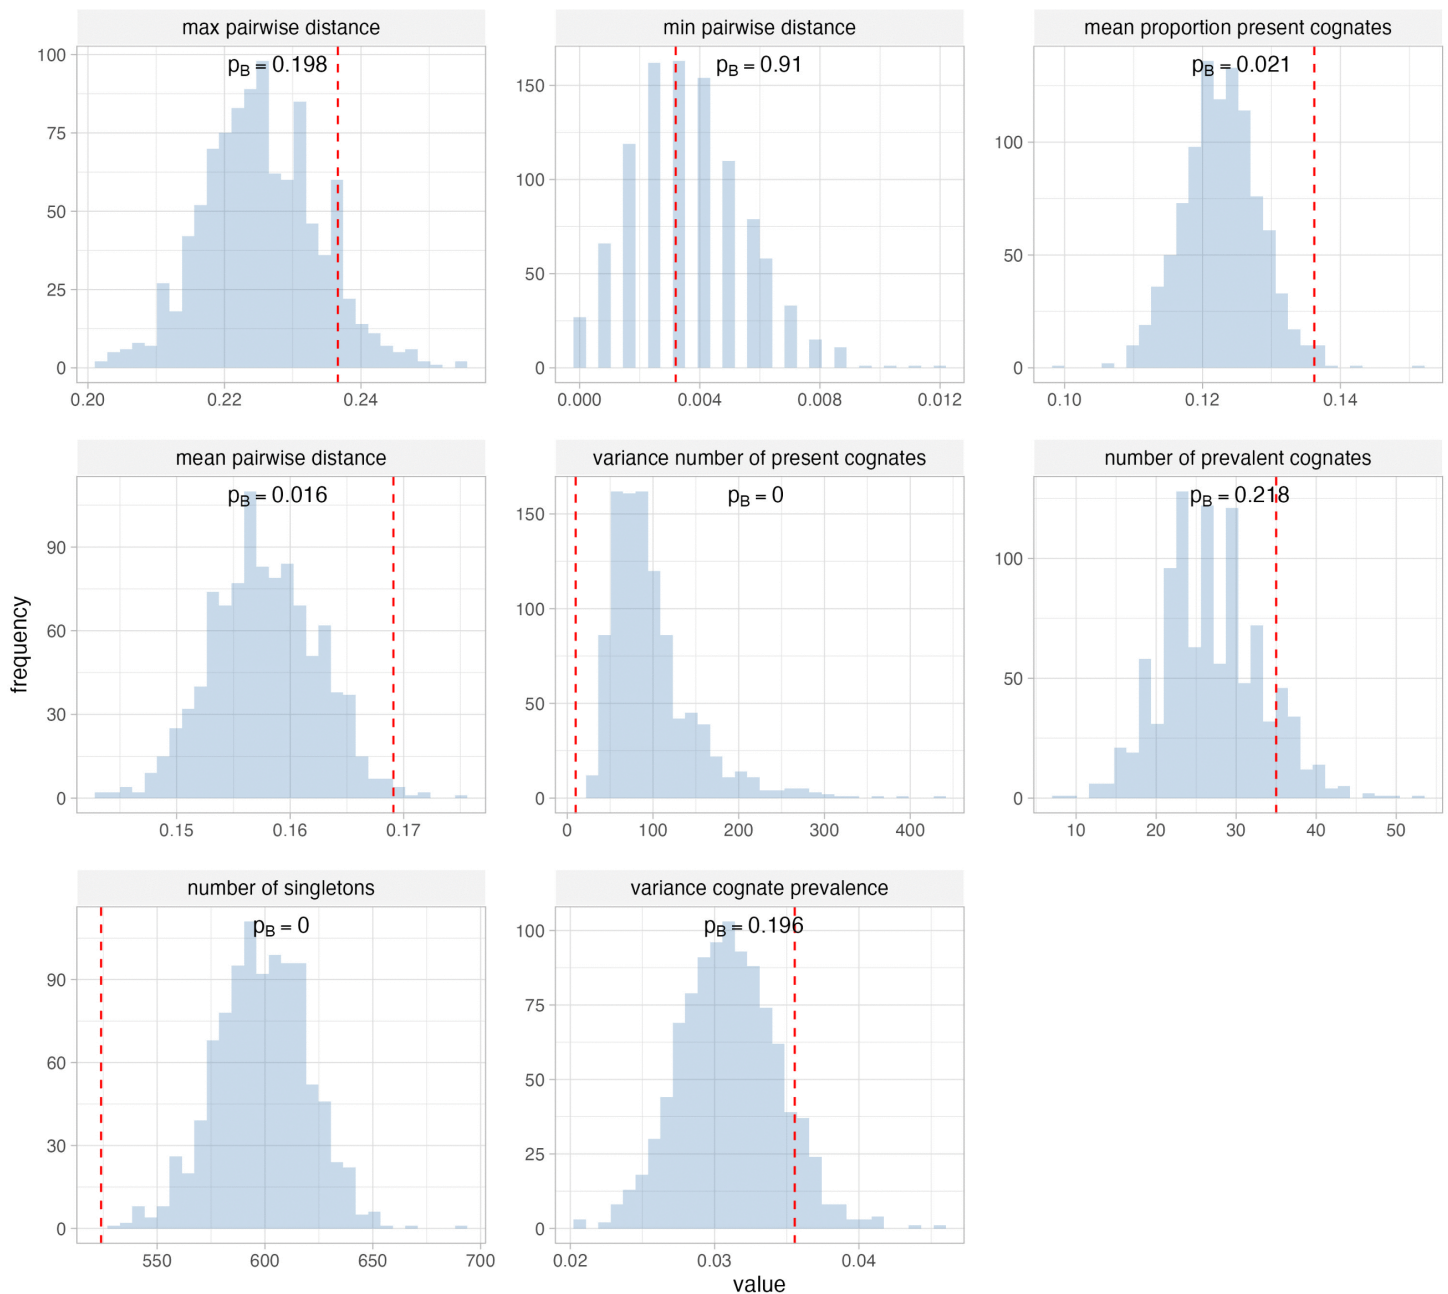 max pairwise distance
p_B = 0.198
100
75
50
25
0
0.20 0.22 0.24
min pairwise distance
p_B = 0.91
150
100
50
0
0.000 0.004 0.008 0.012
mean proportion present cognates
p_B = 0.021
100
50
0
0.10 0.12 0.14
mean pairwise distance
p_B = 0.016
90
60
30
0
0.15 0.16 0.17
variance number of present cognates
p_B = 0
150
100
50
0
0 100 200 300 400
number of prevalent cognates
p_B = 0.218
100
50
0
10 20 30 40 50
frequency
number of singletons
p_B = 0
90
60
30
0
550 600 650 700
variance cognate prevalence
p_B = 0.196
100
75
50
25
0
0.02 0.03 0.04
value